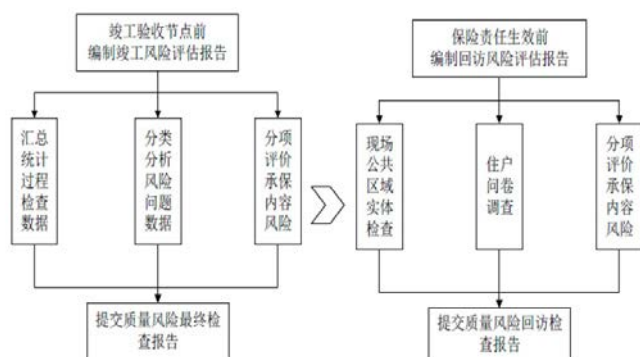 竣工验收节点前
编制竣工风险评估报告
汇总
统计
过程
检查
数据
分类
分析
风险
问题
数据
分项
评价
承保
内容
风险
提交质量风险最终检
查报告
保险责任生效前
编制回访风险评估报告
现场
公共
区域
实体
检查
住户
问卷
调查
分项
评价
承保
内容
风险
提交质量风险回访检
查报告